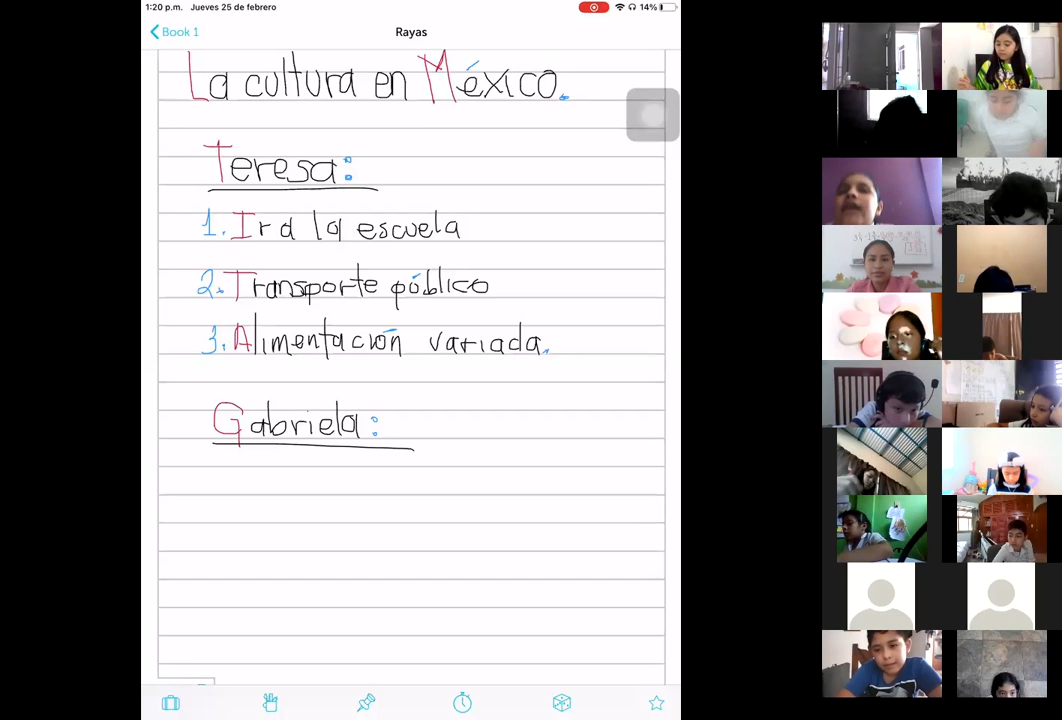 1:20 p.m. Jueves 25 de febrero
14%
Book 1
Rayas
La cultura en México.
Teresa:
1. Ir a la escuela
2. Transporte público
3. Alimentación variada.
Gabriela: